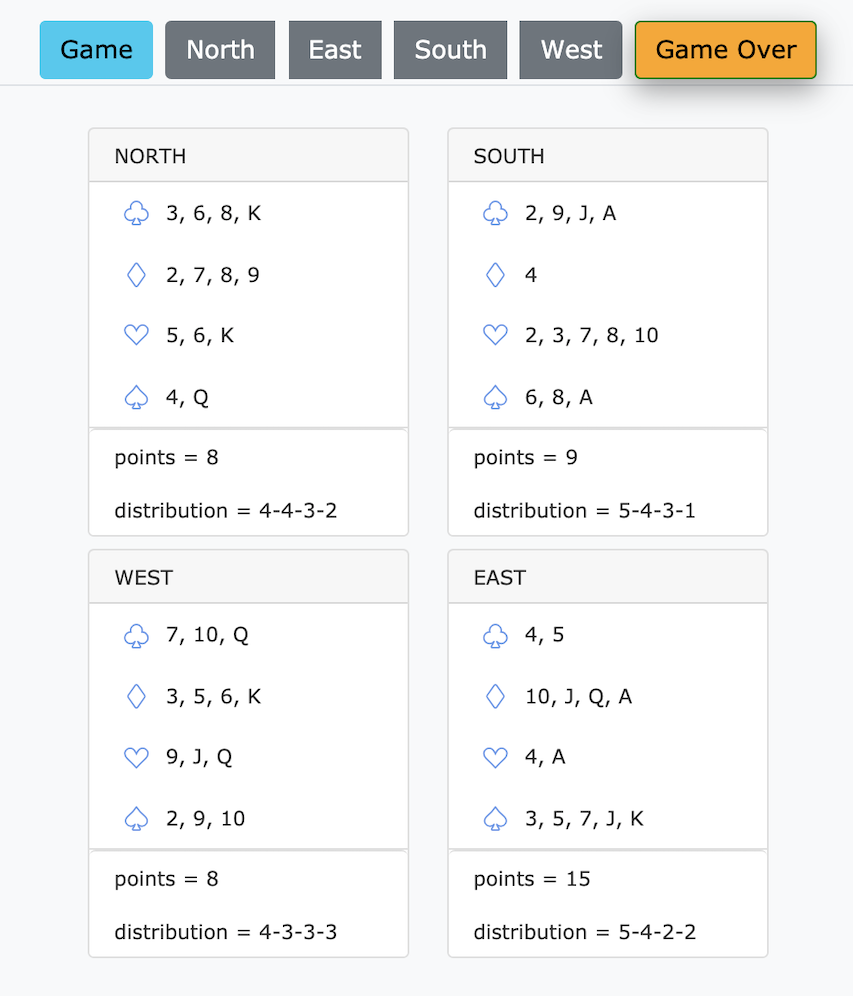 Game North East South West Game Over
NORTH
3, 6, 8, K
2, 7, 8, 9
5, 6, K
4, Q
points = 8
distribution = 4-4-3-2
SOUTH
2, 9, J, A
4
2, 3, 7, 8, 10
6, 8, A
points = 9
distribution = 5-4-3-1
WEST
7, 10, Q
3, 5, 6, K
9, J, Q
2, 9, 10
points = 8
distribution = 4-3-3-3
EAST
4, 5
10, J, Q, A
4, A
3, 5, 7, J, K
points = 15
distribution = 5-4-2-2